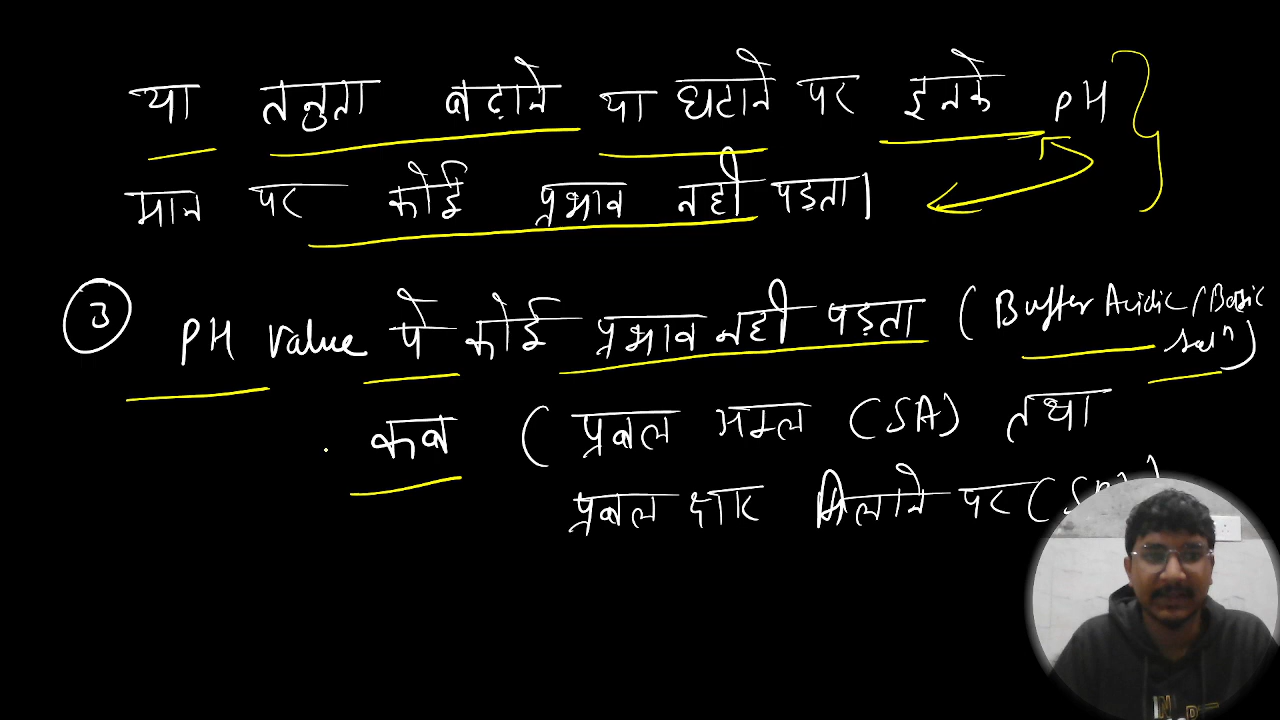 या तनुता बढ़ाने या घटाने पर इनके PH
मान पर कोई प्रभाव नही पड़ता।
3 PH value पे कोई प्रभाव नही पड़ता (Buffer Acidic/Basic
solⁿ)
कब ( प्रबल अम्ल (SA) तथा
प्रबल क्षार मिलाने पर (